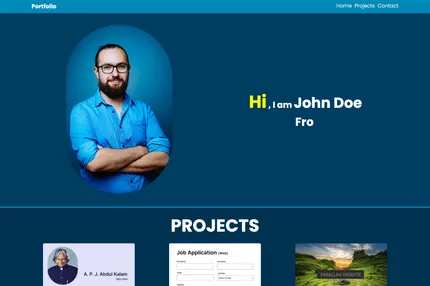 Portfolio
Home Projects Contact
Hi , I am John Doe
Fro
PROJECTS
A. P. J. Abdul Kalam
Job Application
PARALLAX WEBSITE